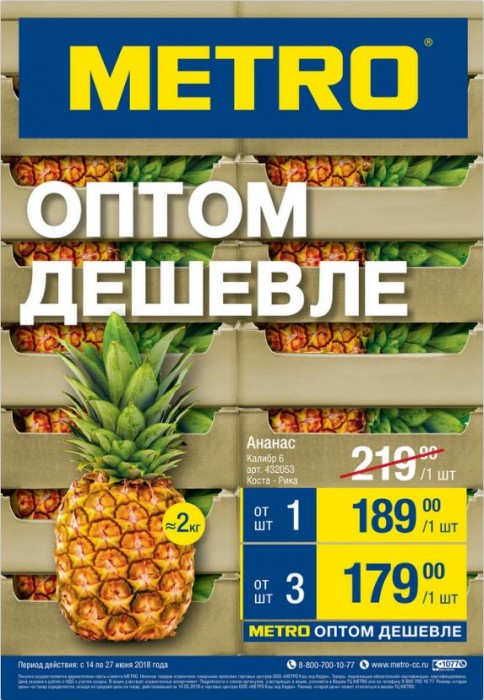 METRO®
ОПТОМ
ДЕШЕВЛЕ
Ананас
Калибр 6
арт. 432053
Коста - Рика
219 90 /1 шт
≈2кг
от 1 шт 189 00 /1 шт
от 3 шт 179 00 /1 шт
METRO ОПТОМ ДЕШЕВЛЕ
Период действия: с 14 по 27 июня 2018 года
8-800-700-10-77 www.metro-cc.ru